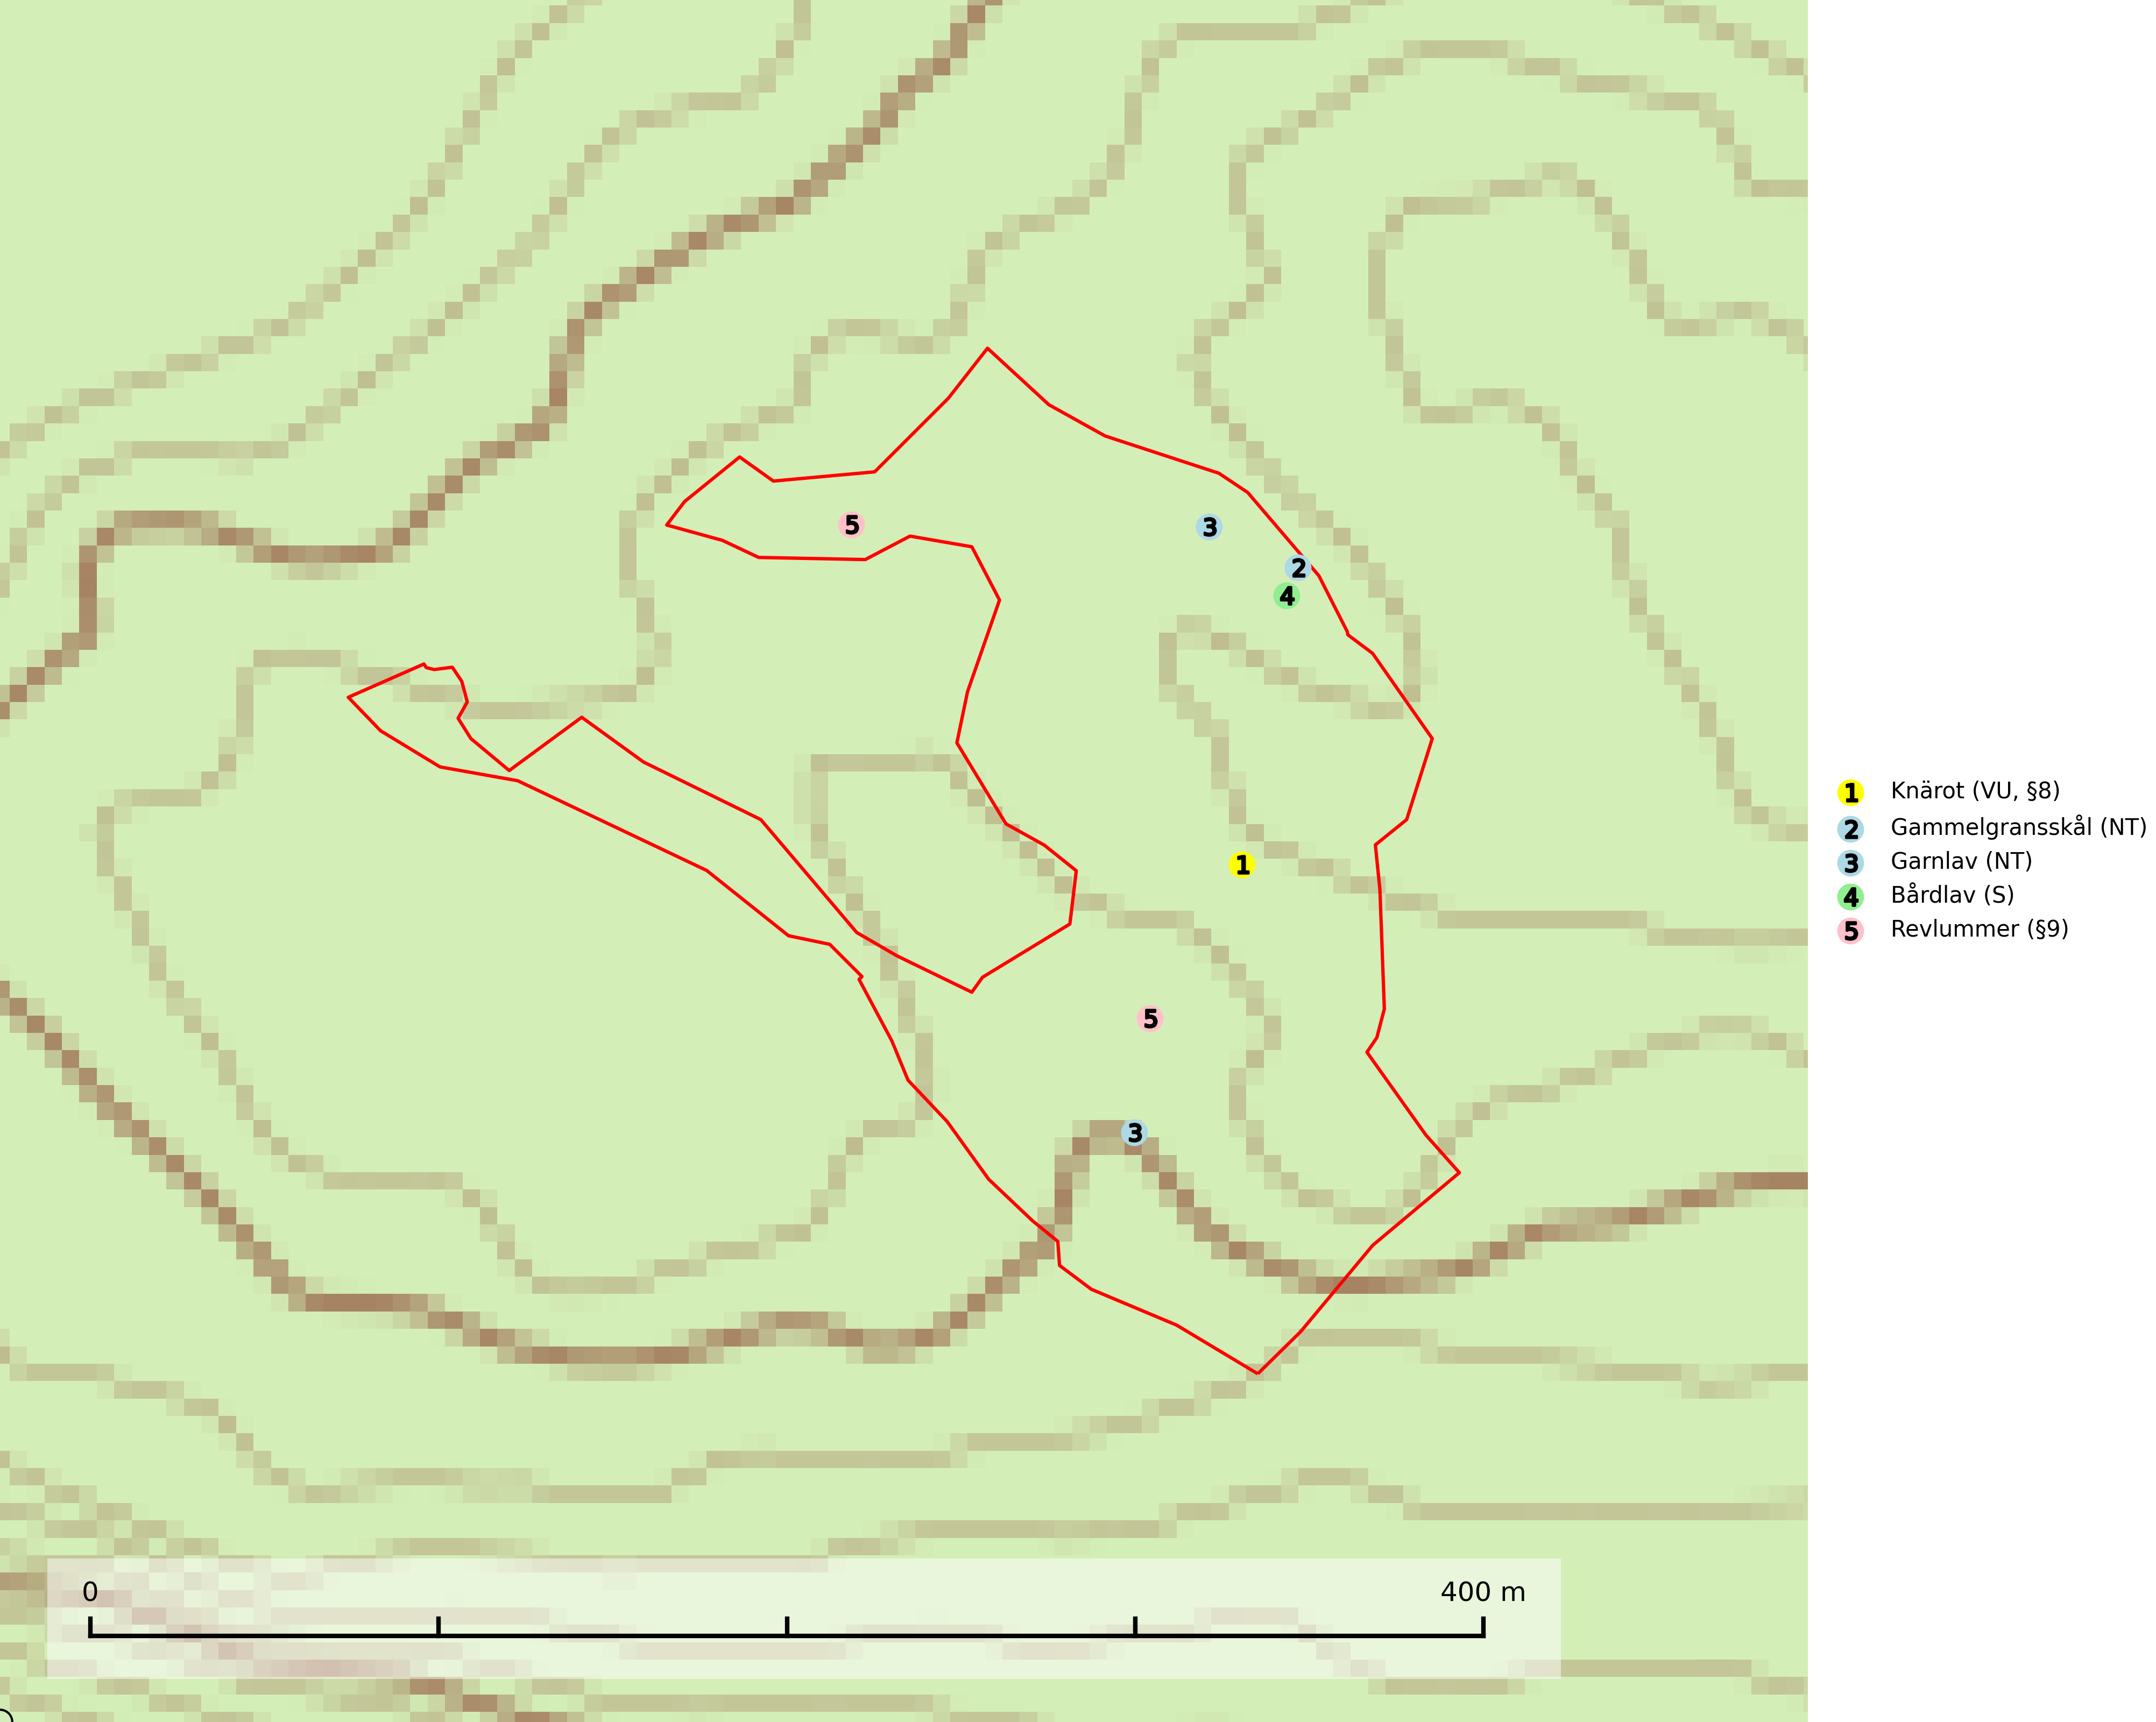 5
3
2
4
1
5
3
1 Knärot (VU, §8)
2 Gammelgransskål (NT)
3 Garnlav (NT)
4 Bårdlav (S)
5 Revlummer (§9)
0 400 m